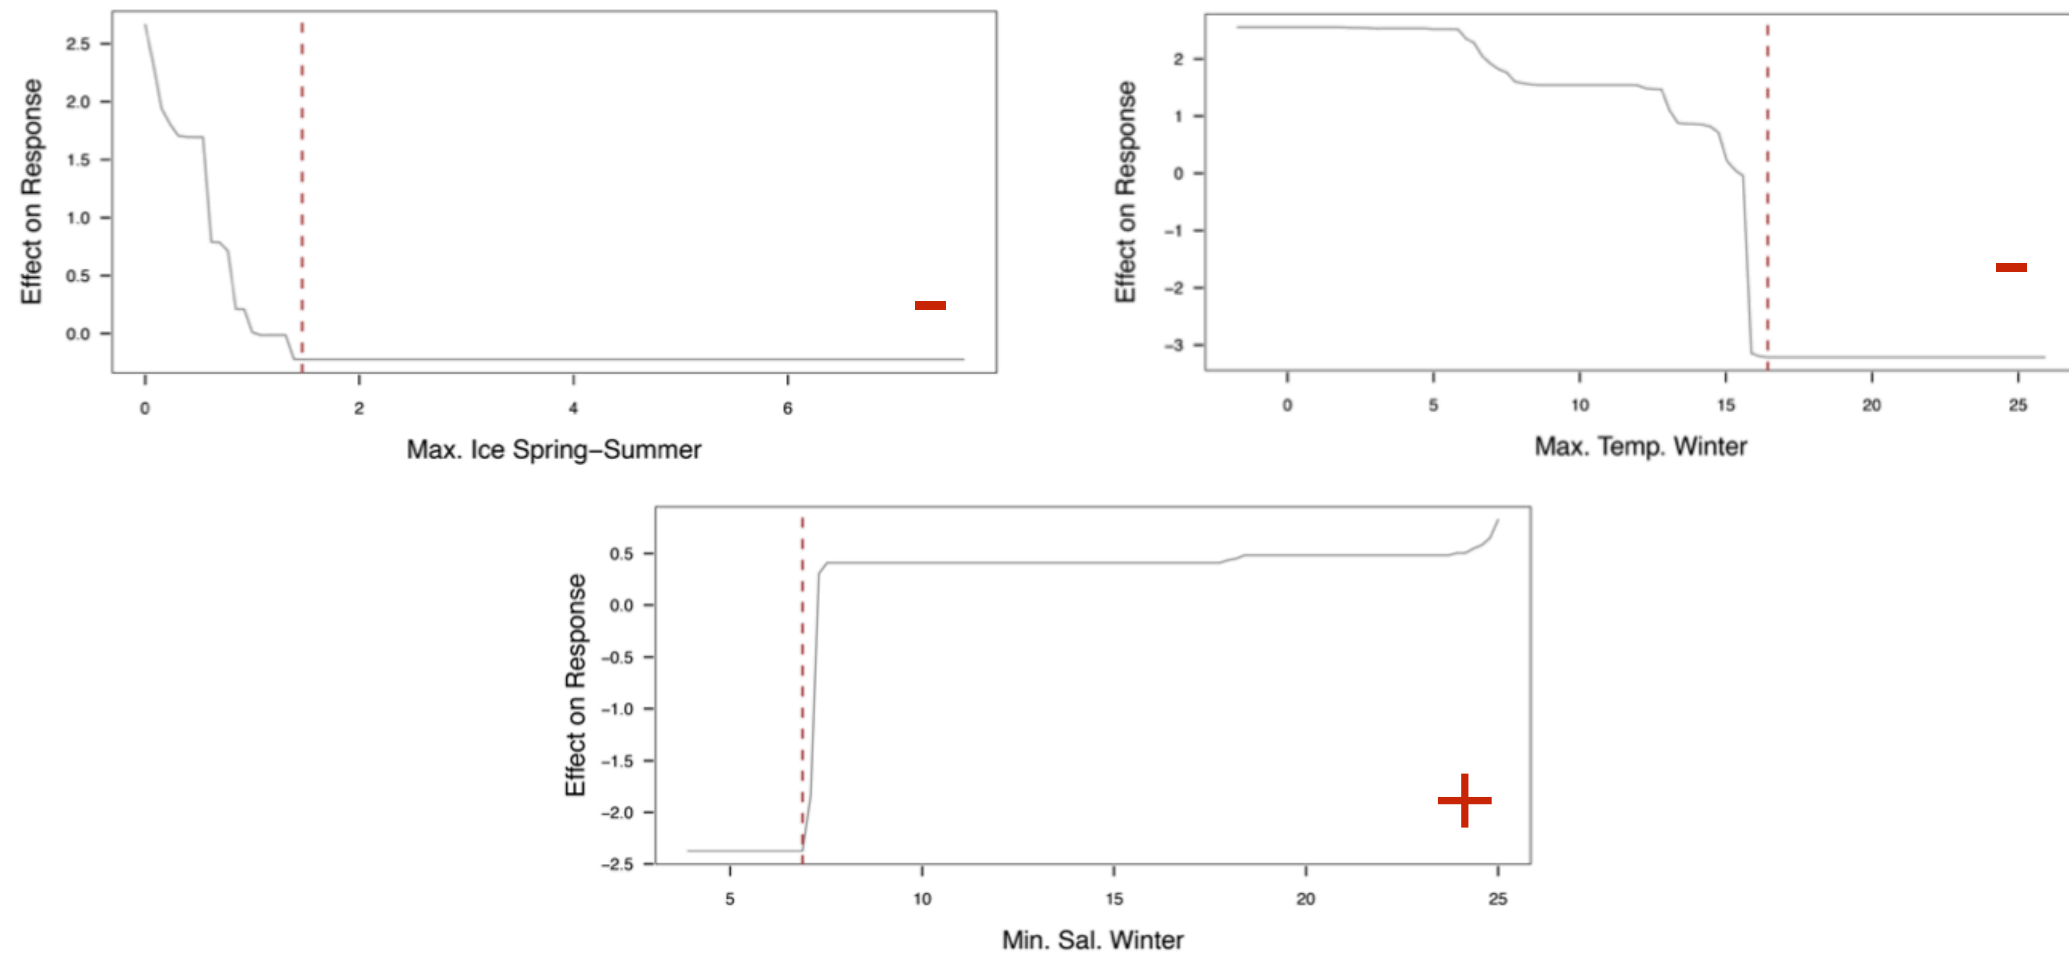 Effect on Response
2.5
2.0
1.5
1.0
0.5
0.0
0 2 4 6
Max. Ice Spring–Summer
−
Effect on Response
2
1
0
−1
−2
−3
0 5 10 15 20 25
Max. Temp. Winter
−
Effect on Response
0.5
0.0
−0.5
−1.0
−1.5
−2.0
−2.5
5 10 15 20 25
Min. Sal. Winter
+